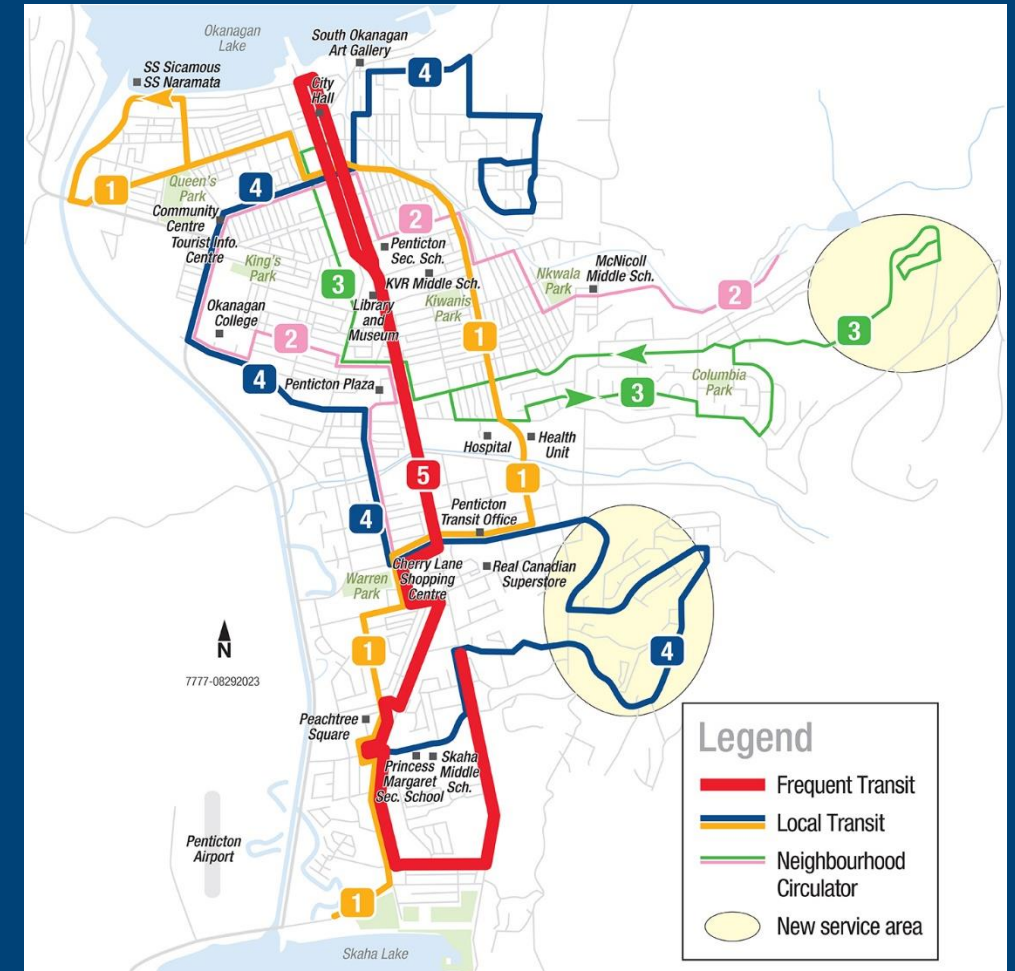 Okanagan
Lake
South Okanagan
Art Gallery
SS Sicamous
SS Naramata
City
Hall
4
1
Queen's
Park
4
Community
Centre
Tourist Info.
Centre
2
Penticton
Sec. Sch.
McNicoll
Middle Sch.
Nkwala
Park
King's
Park
3
KVR Middle Sch.
Kiwanis
Park
2
Library
and
Museum
Okanagan
College
2
1
3
4
Penticton Plaza
Columbia
Park
3
Hospital
Health
Unit
5
1
Penticton
Transit Office
4
Cherry Lane
Shopping
Centre
Real Canadian
Superstore
Warren
Park
N
7777-08292023
1
4
Peachtree
Square
Princess
Margaret
Sec. School
Skaha
Middle
Sch.
Penticton
Airport
1
Skaha Lake
Legend
Frequent Transit
Local Transit
Neighbourhood
Circulator
New service area